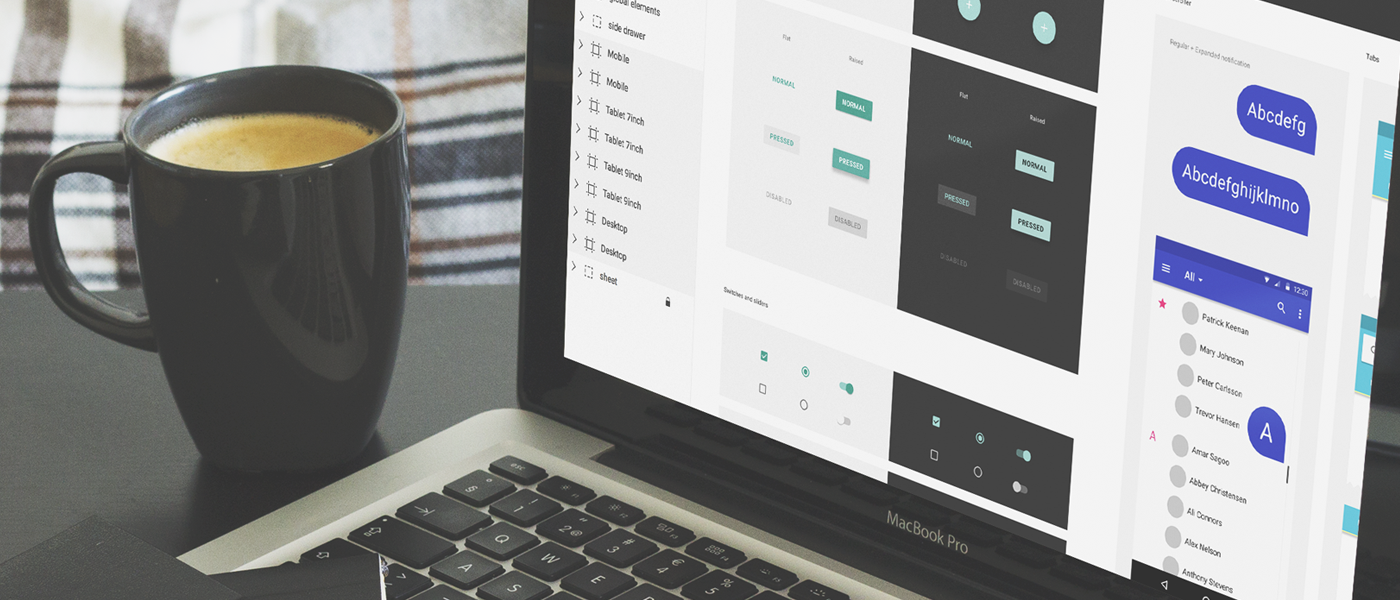 global elements
side drawer
Mobile
Mobile
Tablet 7inch
Tablet 7inch
Tablet 9inch
Tablet 9inch
Desktop
Desktop
sheet
Flat
Raised
NORMAL
NORMAL
PRESSED
PRESSED
DISABLED
DISABLED
Flat
Raised
NORMAL
NORMAL
PRESSED
PRESSED
DISABLED
DISABLED
Switches and sliders
Regular + Expanded notification
Abcdefg
Abcdefghijklmno
12:30
All
Patrick Keenan
Mary Johnson
Peter Carlsson
Trevor Hansen
A
A
Amar Sagoo
Abbey Christensen
Ali Connors
Alex Nelson
Anthony Stevens
Tabs
MacBook Pro
esc
Q
W
E
A
S